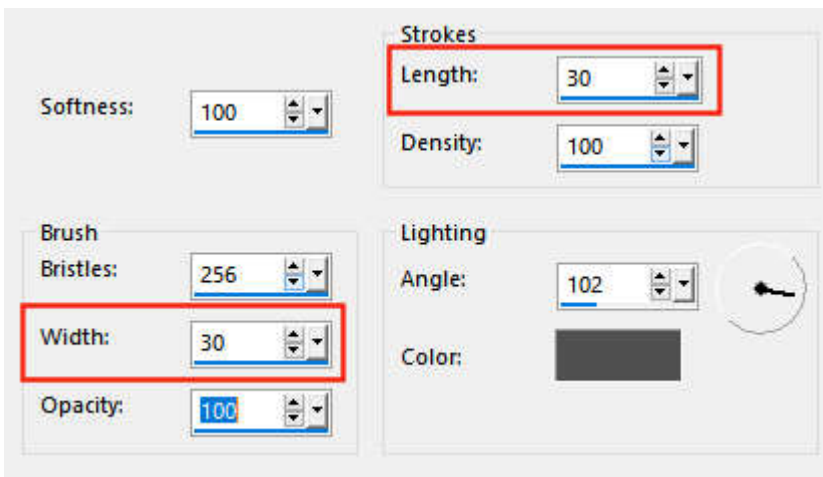 Softness: 100
Strokes
Length: 30
Density: 100
Brush
Bristles: 256
Width: 30
Opacity: 100
Lighting
Angle: 102
Color: